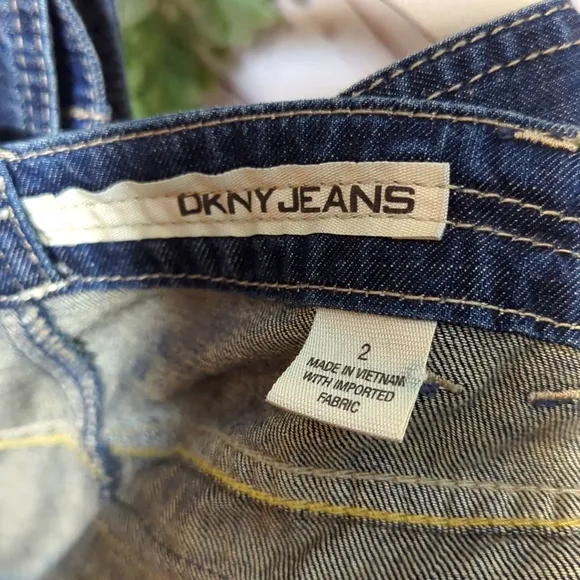 DKNY JEANS
2
MADE IN VIETNAM
WITH IMPORTED
FABRIC